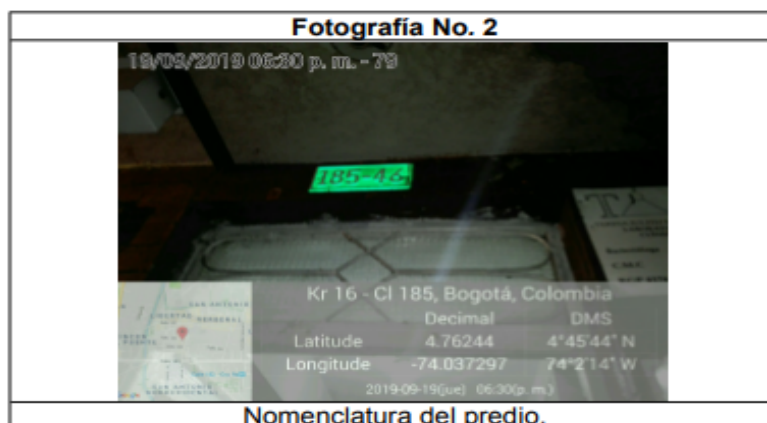 Fotografía No. 2
19/09/2019 06:30 p. m. - 79
185-46
Kr 16 - Cl 185, Bogotá, Colombia
Decimal DMS
Latitude 4.76244 4°45'44" N
Longitude -74.037297 74°2'14" W
2019-09-19(jue) 06:30(p. m.)
SAN ANTONIO
Nomenclatura del predio.